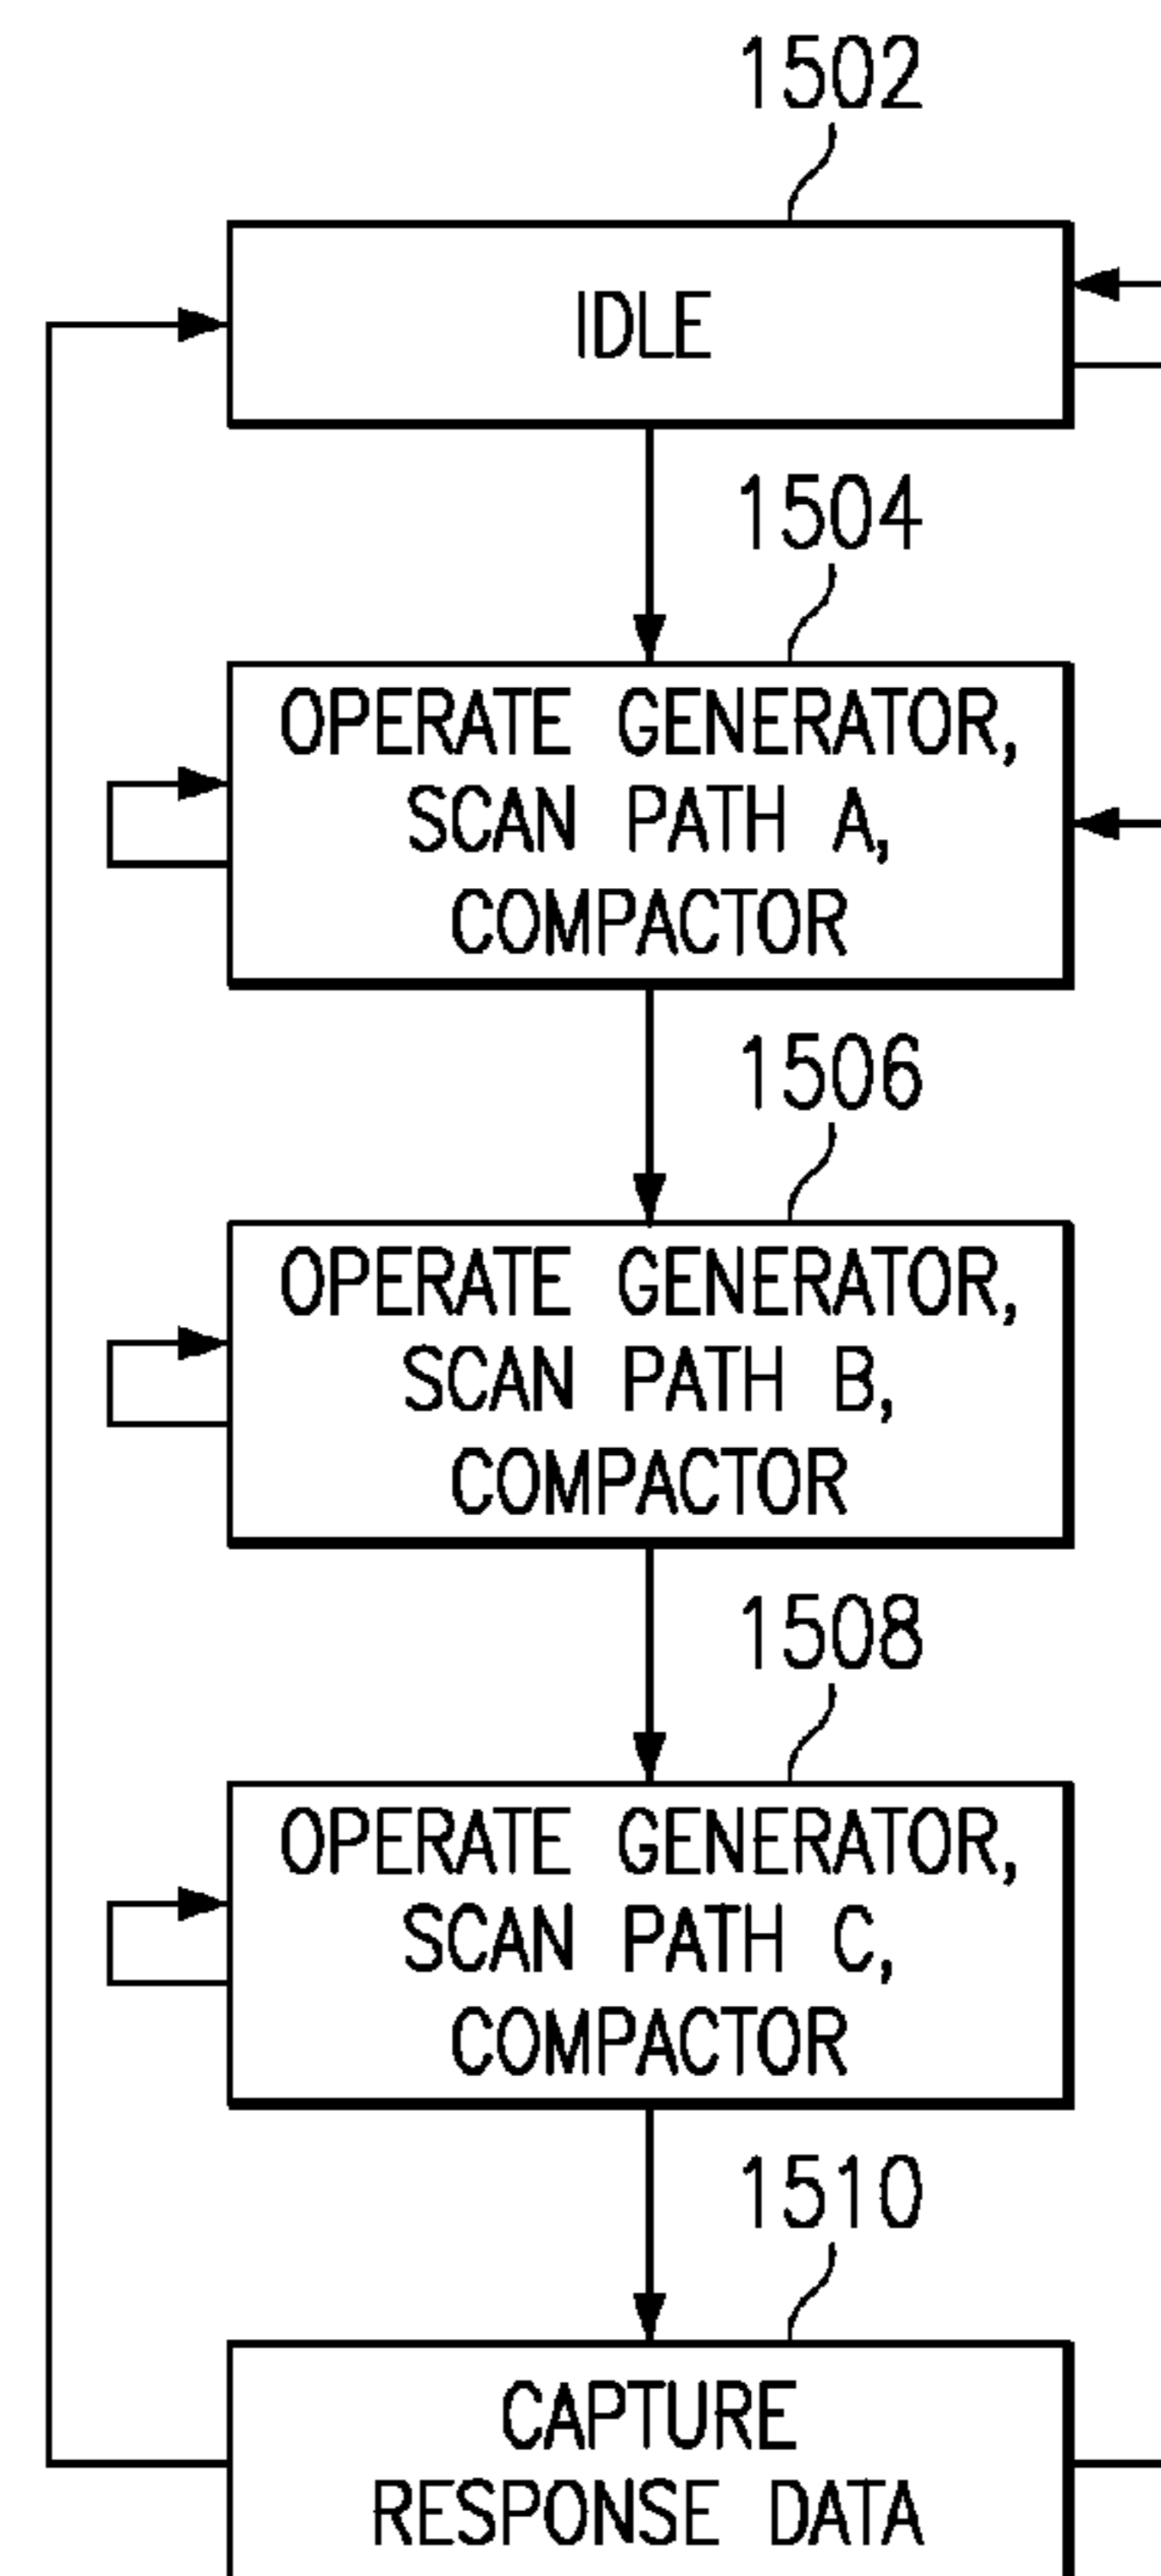 1502
IDLE
1504
OPERATE GENERATOR,
SCAN PATH A,
COMPACTOR
1506
OPERATE GENERATOR,
SCAN PATH B,
COMPACTOR
1508
OPERATE GENERATOR,
SCAN PATH C,
COMPACTOR
1510
CAPTURE
RESPONSE DATA